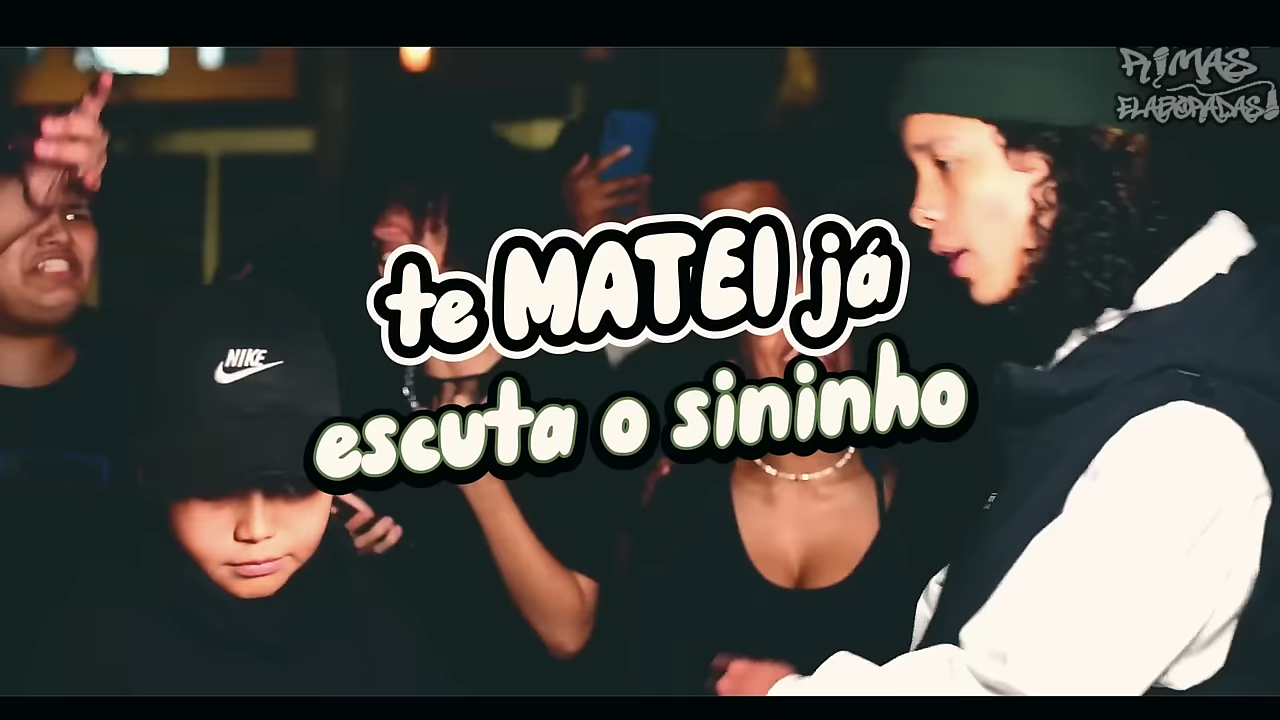 RIMAS
ELABORADAS!
te MATEI já
escuta o sininho
NIKE